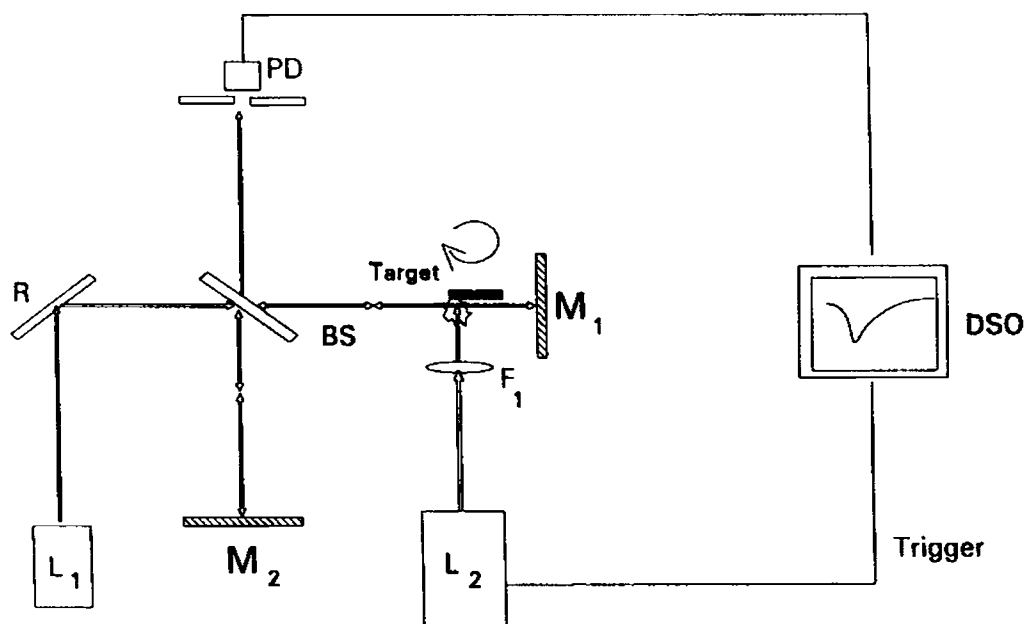 PD
R
Target
BS
M1
DSO
F1
L1
M2
L2
Trigger